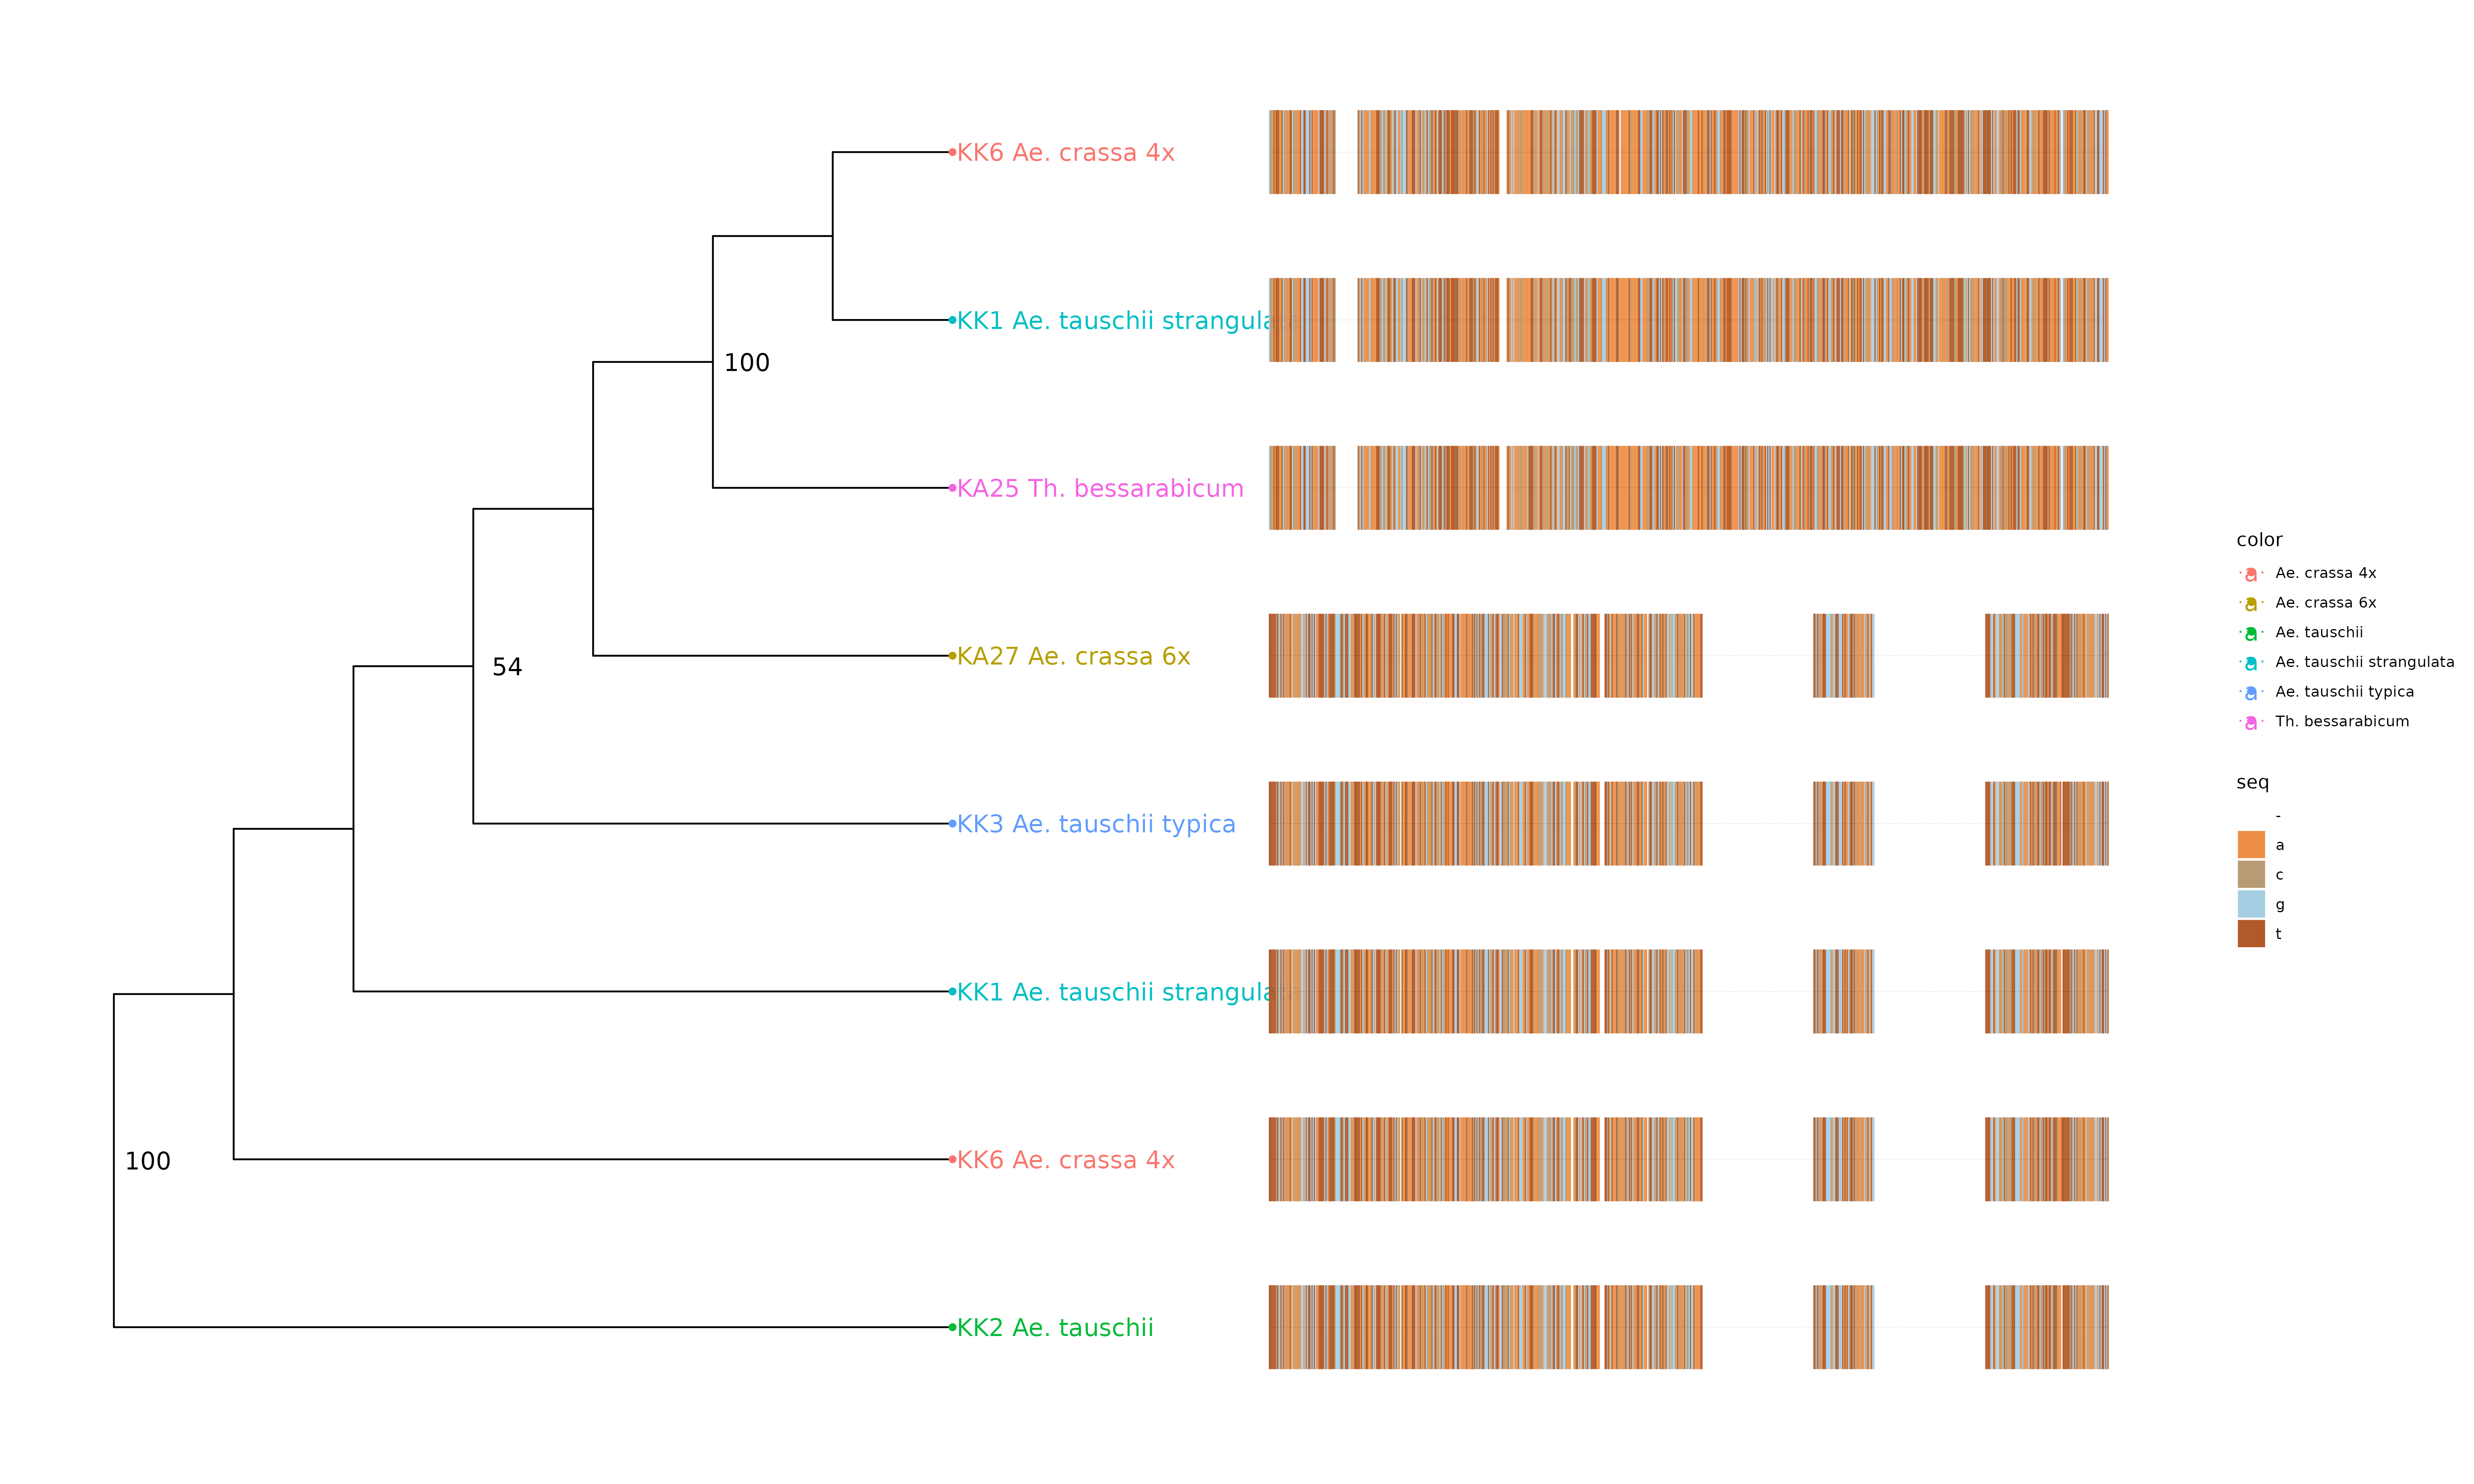 KK6 Ae. crassa 4x
KK1 Ae. tauschii strangulata
100
KA25 Th. bessarabicum
KA27 Ae. crassa 6x
54
KK3 Ae. tauschii typica
KK1 Ae. tauschii strangulata
KK6 Ae. crassa 4x
100
KK2 Ae. tauschii
color
a Ae. crassa 4x
a Ae. crassa 6x
a Ae. tauschii
a Ae. tauschii strangulata
a Ae. tauschii typica
a Th. bessarabicum
seq
-
a
c
g
t